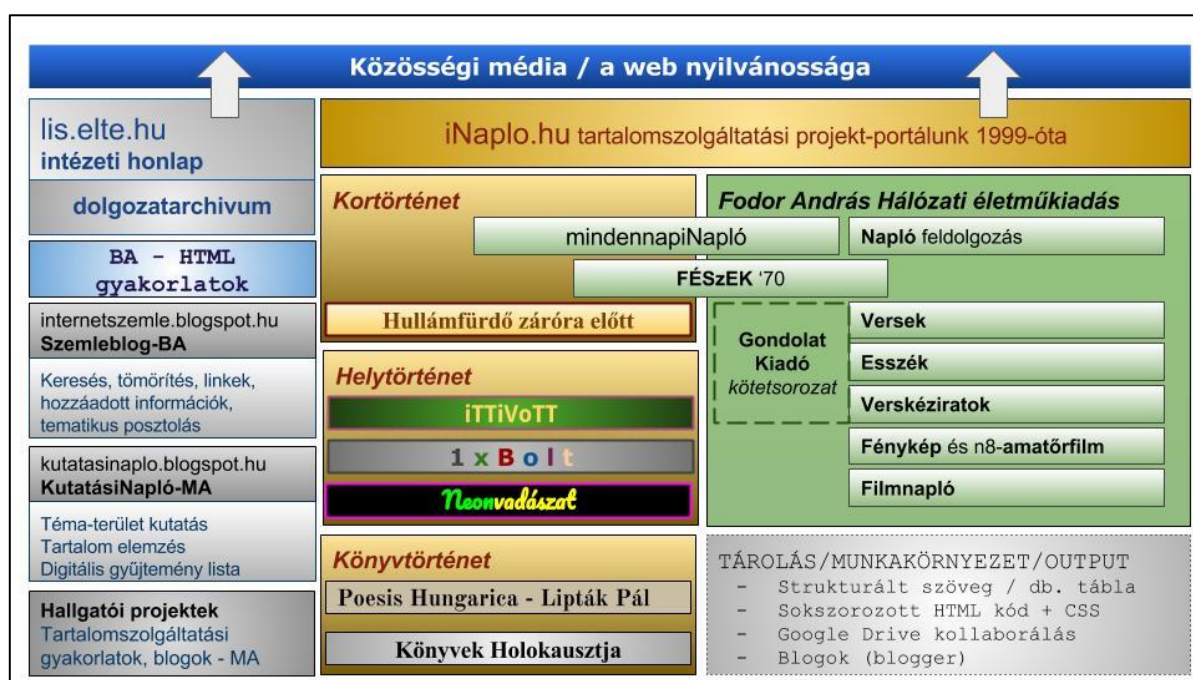 Közösségi média / a web nyilvánossága
lis.elte.hu
intézeti honlap
dolgozatarchivum
BA - HTML
gyakorlatok
internetszemle.blogspot.hu
Szemleblog-BA
Keresés, tömörítés, linkek,
hozzáadott információk,
tematikus posztolás
kutatasinaplo.blogspot.hu
KutatásiNapló-MA
Téma-terület kutatás
Tartalom elemzés
Digitális gyűjtemény lista
Hallgatói projektek
Tartalomszolgáltatási
gyakorlatok, blogok - MA
iNaplo.hu tartalomszolgáltatási projekt-portálunk 1999-óta
Kortörténet
mindennapiNapló
FÉSzEK '70
Hullámfürdő záróra előtt
Helytörténet
iTTiVoTT
1 x B o l t
Neonvadászat
Könyvtörténet
Poesis Hungarica - Lipták Pál
Könyvek Holokausztja
Fodor András Hálózati életműkiadás
Napló feldolgozás
Gondolat
Kiadó
kötetsorozat
Versek
Esszék
Verskéziratok
Fénykép és n8-amatőrfilm
Filmnapló
TÁROLÁS/MUNKAKÖRNYEZET/OUTPUT
- Strukturált szöveg / db. tábla
- Sokszorozott HTML kód + CSS
- Google Drive kollaborálás
- Blogok (blogger)